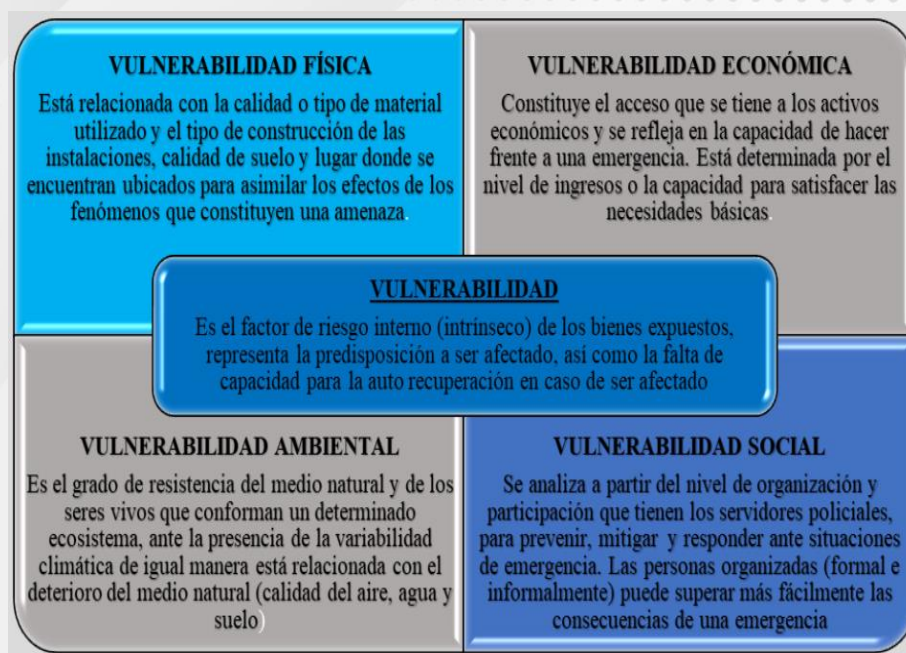 VULNERABILIDAD FÍSICA
Está relacionada con la calidad o tipo de material
utilizado y el tipo de construcción de las
instalaciones, calidad de suelo y lugar donde se
encuentran ubicados para asimilar los efectos de los
fenómenos que constituyen una amenaza.
VULNERABILIDAD ECONÓMICA
Constituye el acceso que se tiene a los activos
económicos y se refleja en la capacidad de hacer
frente a una emergencia. Está determinada por el
nivel de ingresos o la capacidad para satisfacer las
necesidades básicas.
VULNERABILIDAD
Es el factor de riesgo interno (intrínseco) de los bienes expuestos,
representa la predisposición a ser afectado, así como la falta de
capacidad para la auto recuperación en caso de ser afectado
VULNERABILIDAD AMBIENTAL
Es el grado de resistencia del medio natural y de los
seres vivos que conforman un determinado
ecosistema, ante la presencia de la variabilidad
climática de igual manera está relacionada con el
deterioro del medio natural (calidad del aire, agua y
suelo)
VULNERABILIDAD SOCIAL
Se analiza a partir del nivel de organización y
participación que tienen los servidores policiales,
para prevenir, mitigar y responder ante situaciones
de emergencia. Las personas organizadas (formal e
informalmente) puede superar más fácilmente las
consecuencias de una emergencia